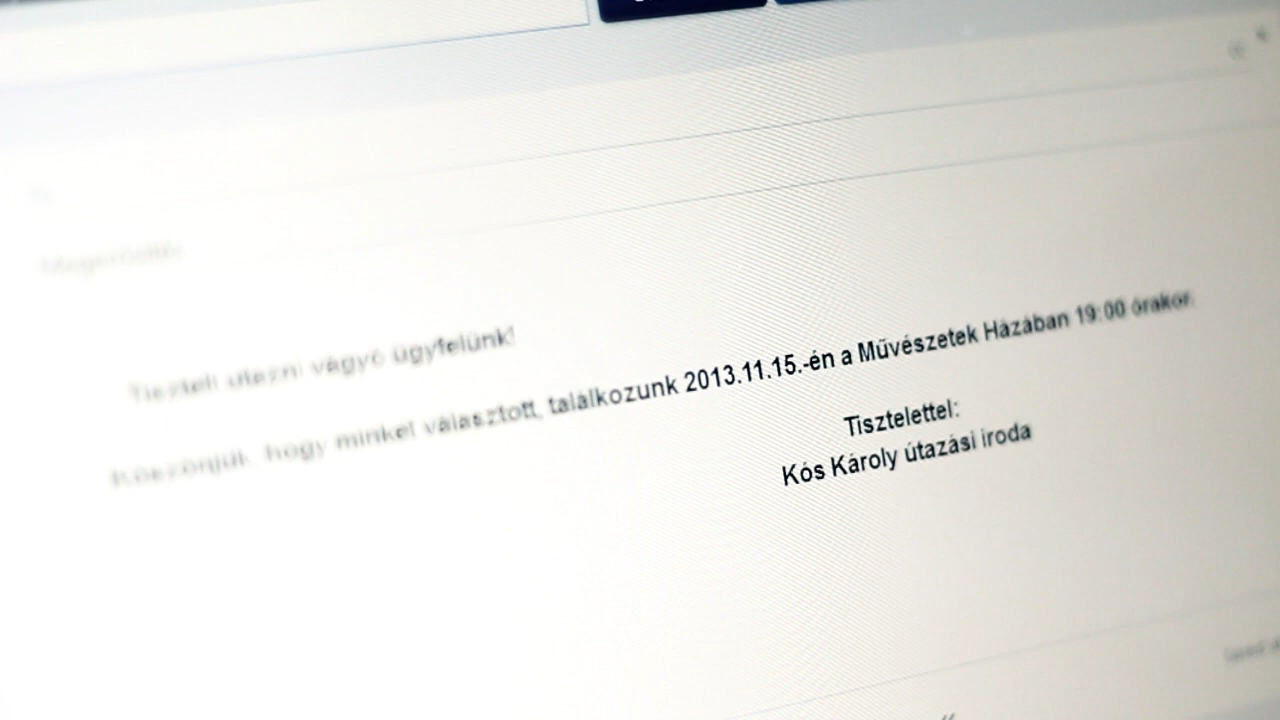 Megerősítés
Tisztelt utazni vágyó ügyfelünk!
Köszönjük, hogy minket választott, találkozunk 2013.11.15.-én a Művészetek Házában 19:00 órakor.
Tisztelettel:
Kós Károly útazási iroda